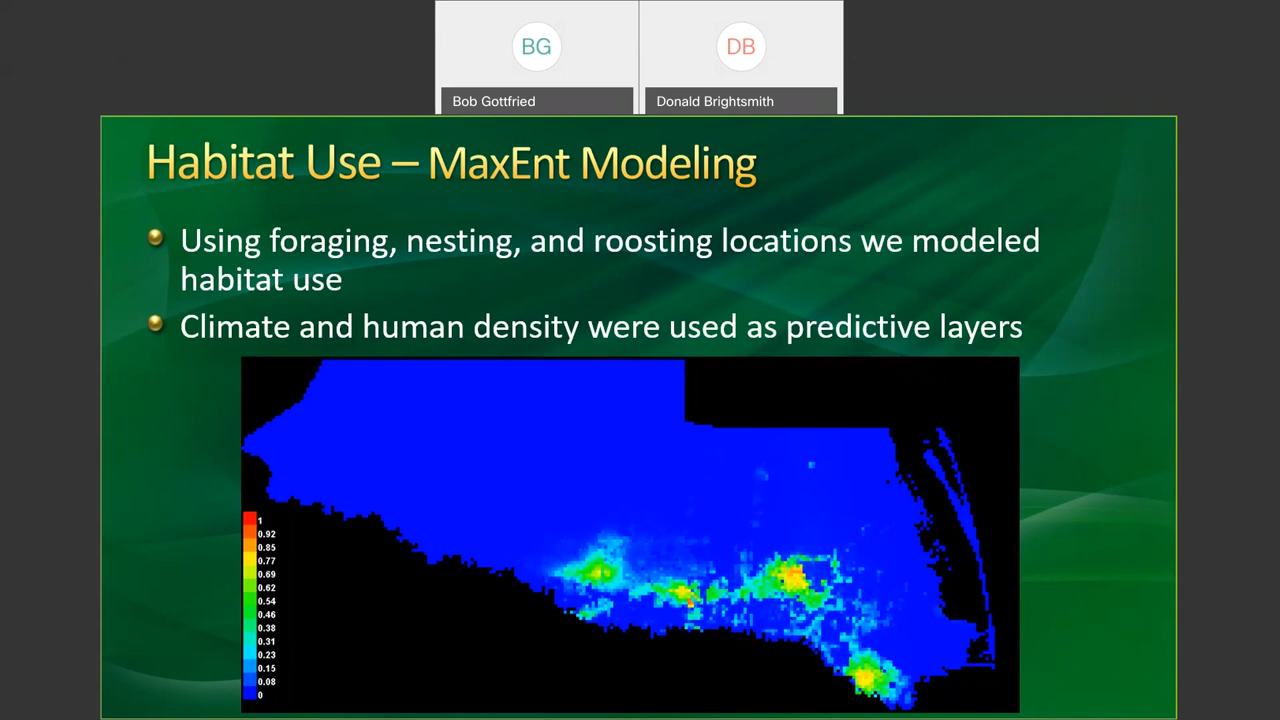 BG
DB
Bob Gottfried
Donald Brightsmith
Habitat Use – MaxEnt Modeling
Using foraging, nesting, and roosting locations we modeled
habitat use
Climate and human density were used as predictive layers
1
0.92
0.85
0.77
0.69
0.62
0.54
0.46
0.38
0.31
0.23
0.15
0.08
0